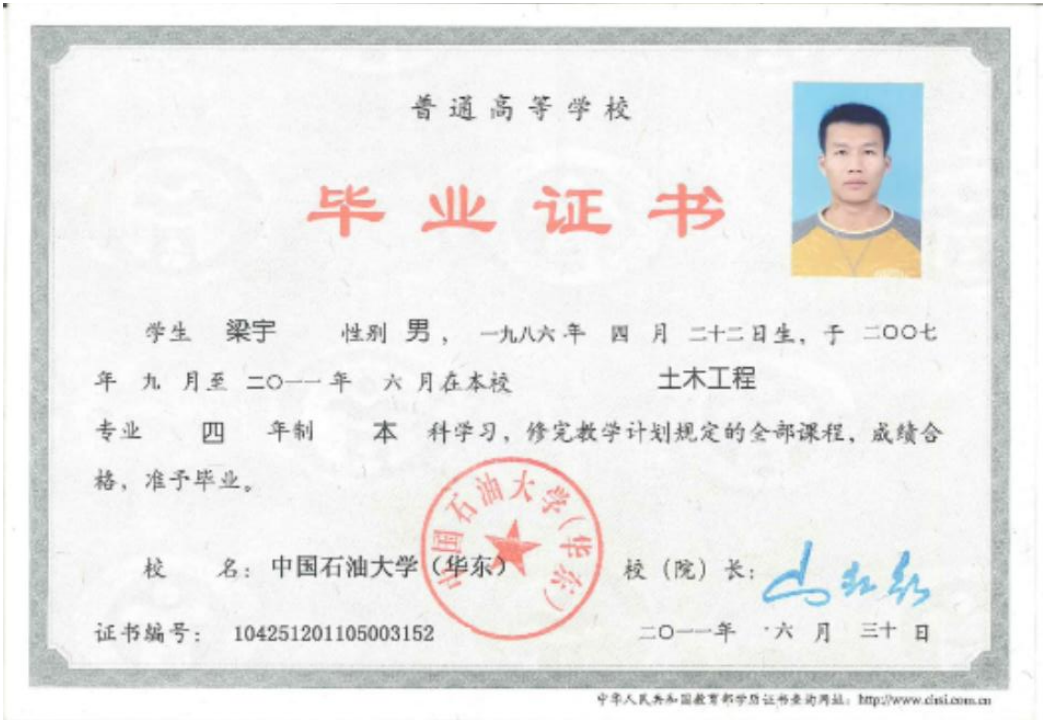 普通高等学校
毕业证书
学生 梁宇 性别 男 ， 一九八六年 四 月 二十二日生，于 二〇〇七
年 九 月至 二〇一一年 六 月在本校 土木工程
专业 四 年制 本 科学习，修完教学计划规定的全部课程，成绩合
格，准予毕业。
中国石油大学(华东)
校 名：中国石油大学（华东） 校（院）长：
证书编号： 104251201105003152 二〇一一年 六 月 三十 日
中华人民共和国教育部学历证书查询网址：http://www.chsi.com.cn